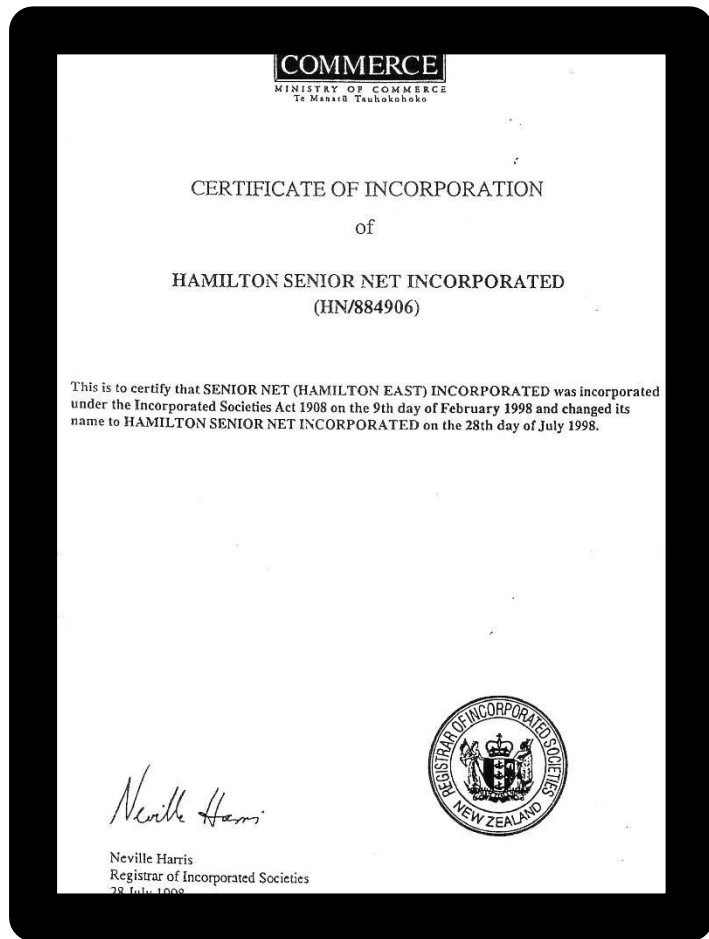 COMMERCE
MINISTRY OF COMMERCE
Te Manatū Tauhokohoko
CERTIFICATE OF INCORPORATION
of
HAMILTON SENIOR NET INCORPORATED
(HN/884906)
This is to certify that SENIOR NET (HAMILTON EAST) INCORPORATED was incorporated
under the Incorporated Societies Act 1908 on the 9th day of February 1998 and changed its
name to HAMILTON SENIOR NET INCORPORATED on the 28th day of July 1998.
REGISTRAR OF INCORPORATED SOCIETIES
NEW ZEALAND
Neville Harris
Neville Harris
Registrar of Incorporated Societies
28 July 1998